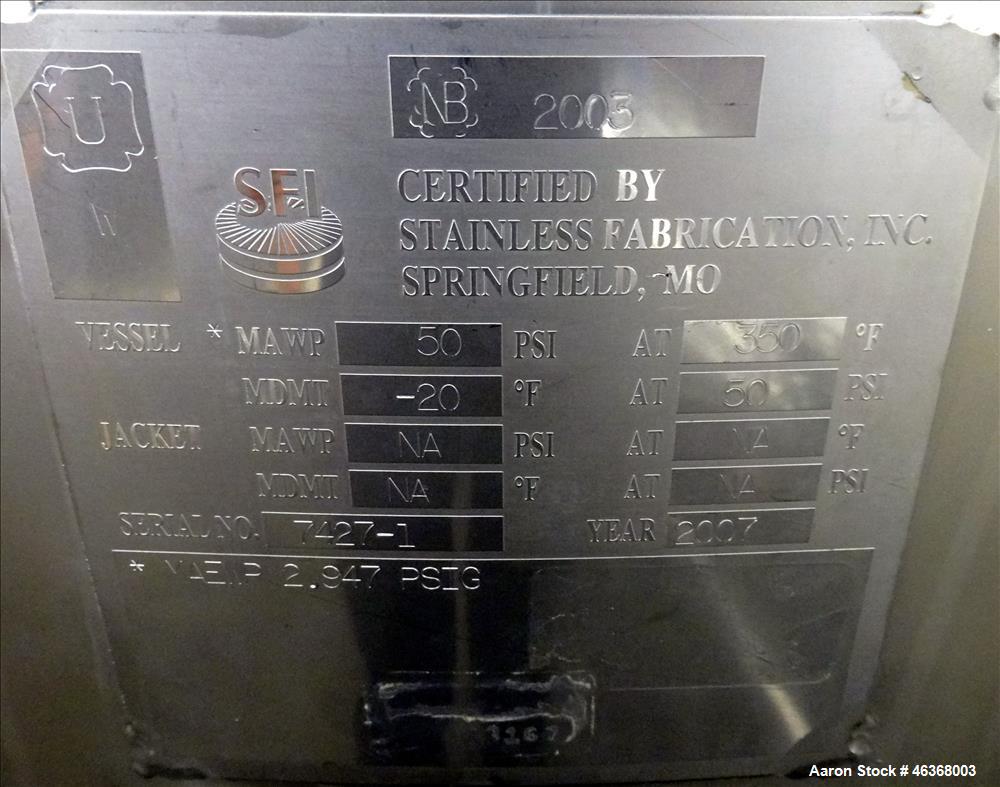 U
W
NB 2003
SFI
CERTIFIED BY
STAINLESS FABRICATION, INC.
SPRINGFIELD, MO
VESSEL * MAWP 50 PSI AT 350 °F
MDMT -20 °F AT 50 PSI
JACKET MAWP NA PSI AT NA °F
MDMT NA °F AT NA PSI
SERIAL NO. 7427-1 YEAR 2007
* MAEWP 2.947 PSIG
Aaron Stock # 46368003